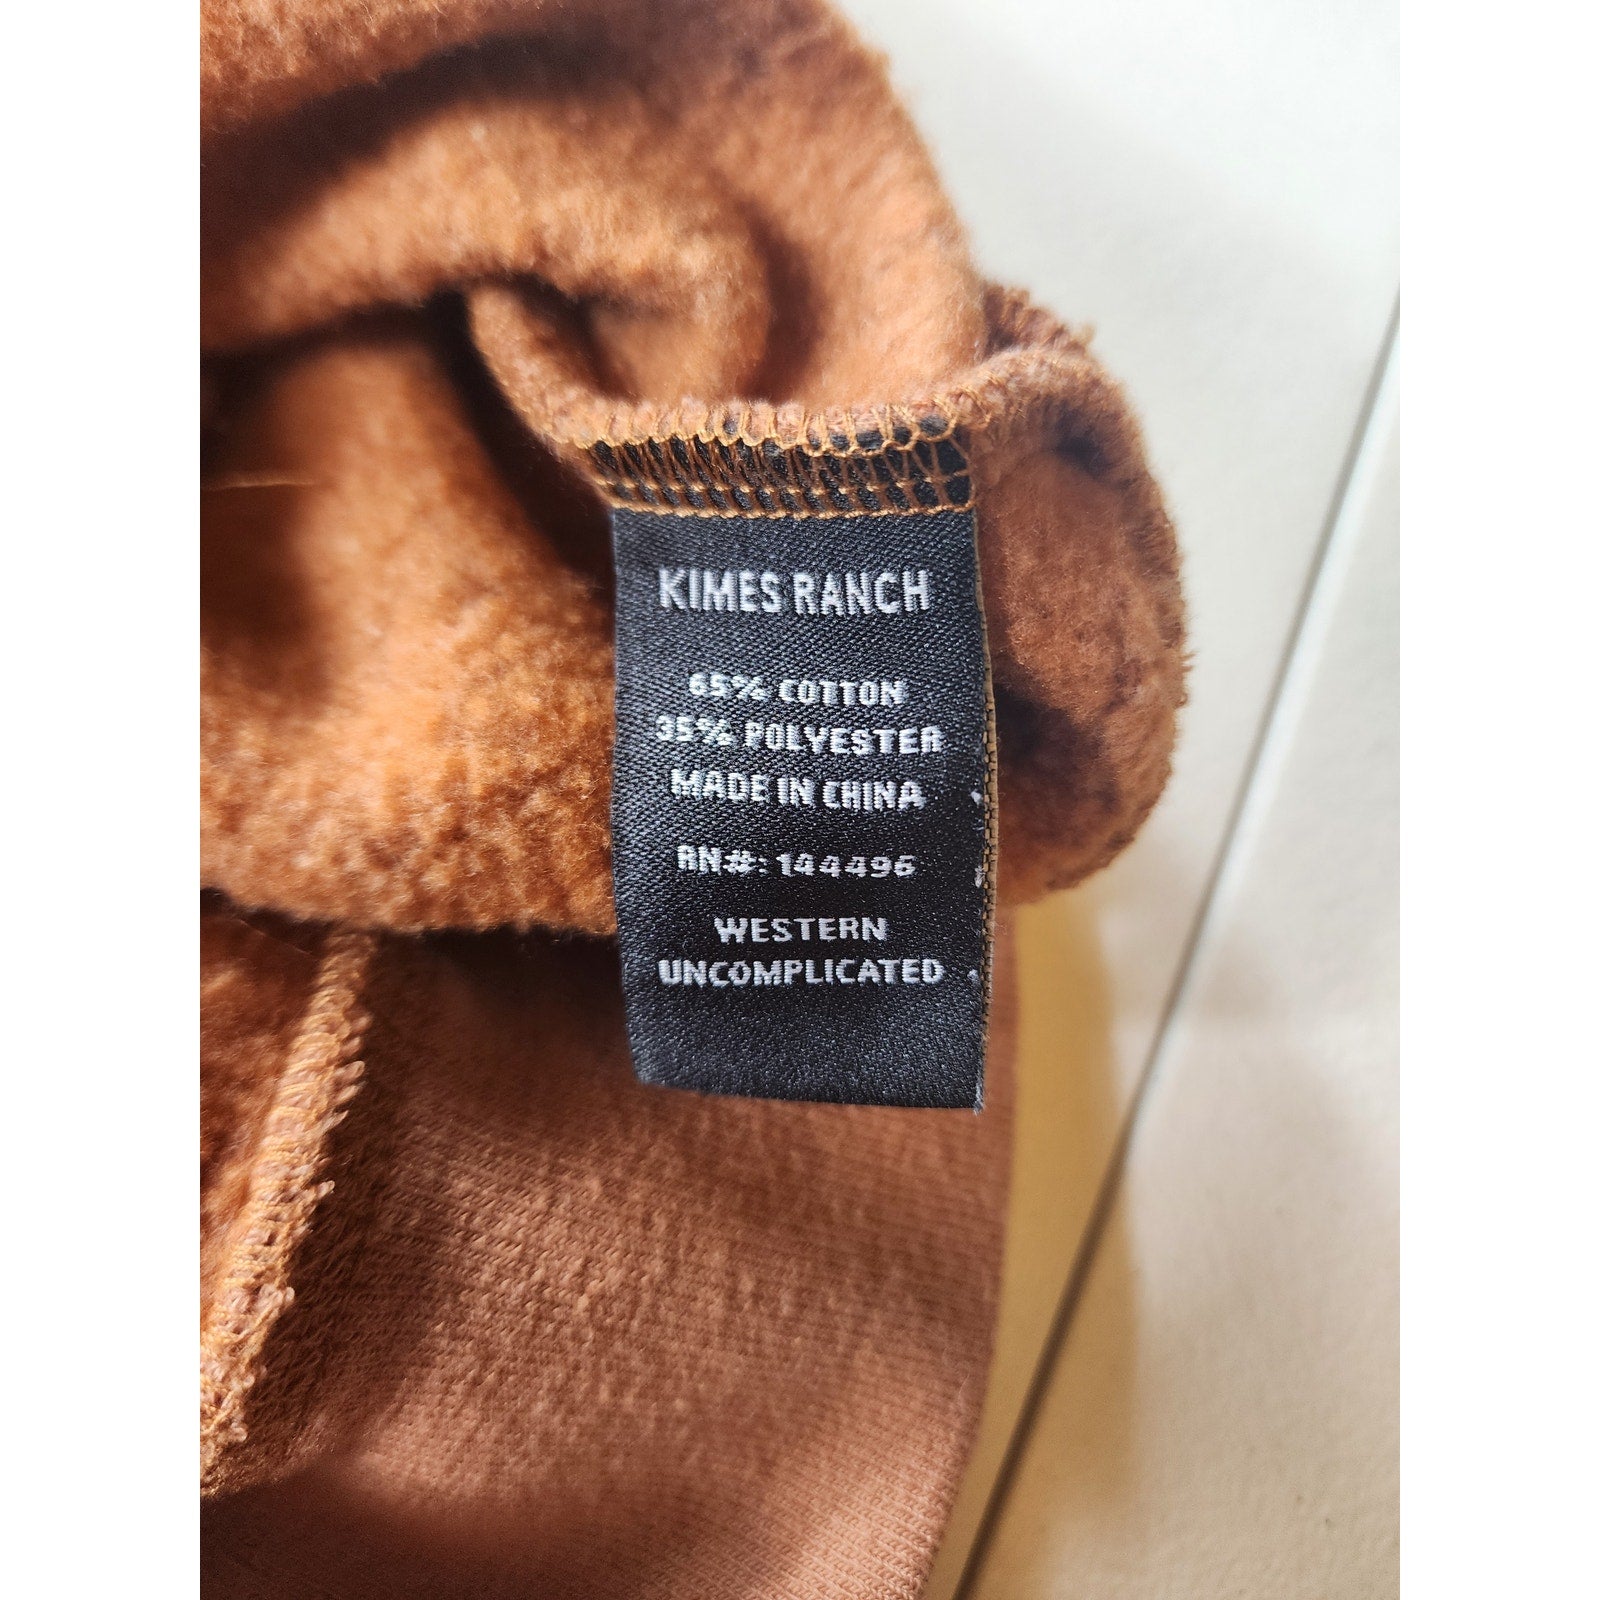 KIMES RANCH
65% COTTON
35% POLYESTER
MADE IN CHINA
RN#: 144496
WESTERN
UNCOMPLICATED